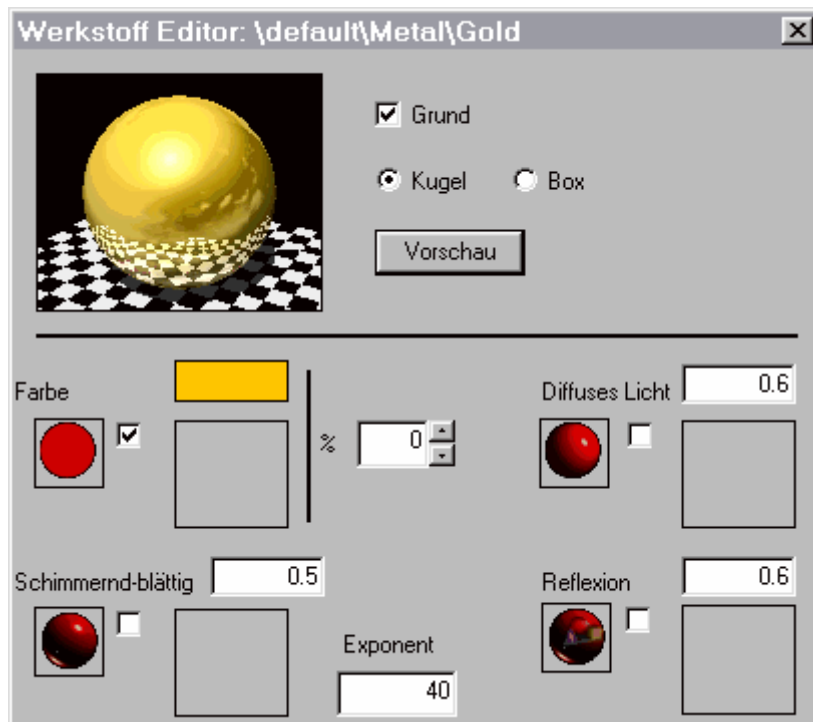 Werkstoff Editor: \default\Metal\Gold
Grund
Kugel Box
Vorschau
Farbe
% 0
Diffuses Licht 0.6
Schimmernd-blättig 0.5
Exponent
40
Reflexion 0.6